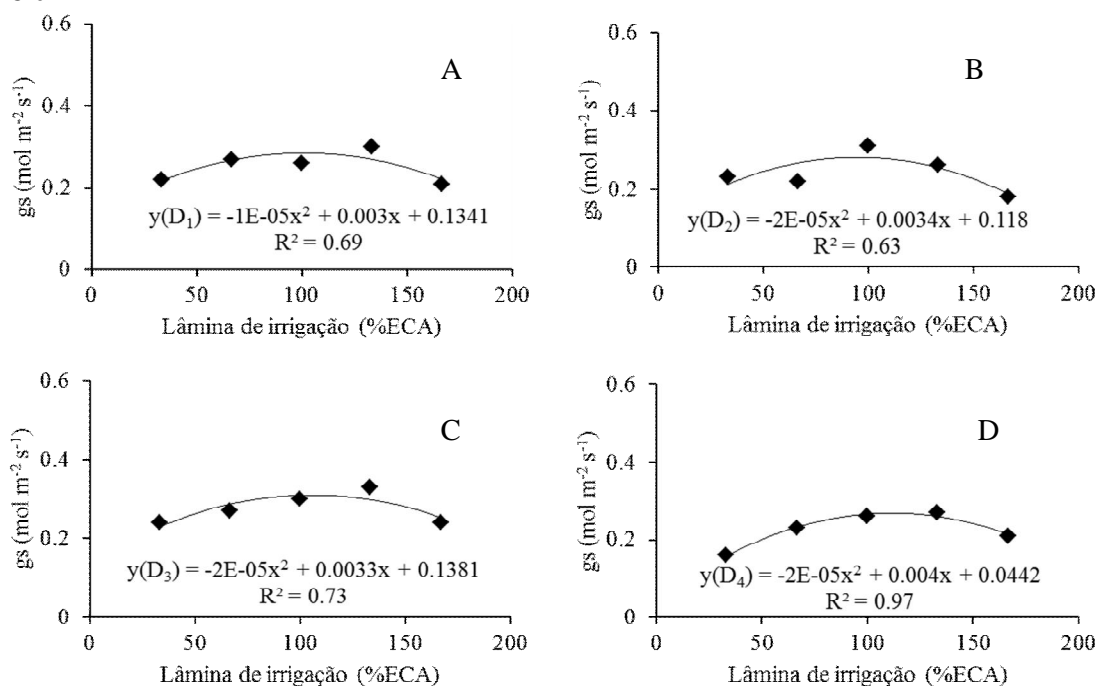 A
gs (mol m⁻² s⁻¹)
0.6
0.4
0.2
0
y(D₁) = -1E-05x² + 0.003x + 0.1341
R² = 0.69
0 50 100 150 200
Lâmina de irrigação (%ECA)
B
gs (mol m⁻² s⁻¹)
0.6
0.4
0.2
0
y(D₂) = -2E-05x² + 0.0034x + 0.118
R² = 0.63
0 50 100 150 200
Lâmina de irrigação (%ECA)
C
gs (mol m⁻² s⁻¹)
0.6
0.4
0.2
0
y(D₃) = -2E-05x² + 0.0033x + 0.1381
R² = 0.73
0 50 100 150 200
Lâmina de irrigação (%ECA)
D
gs (mol m⁻² s⁻¹)
0.6
0.4
0.2
0
y(D₄) = -2E-05x² + 0.004x + 0.0442
R² = 0.97
0 50 100 150 200
Lâmina de irrigação (%ECA)